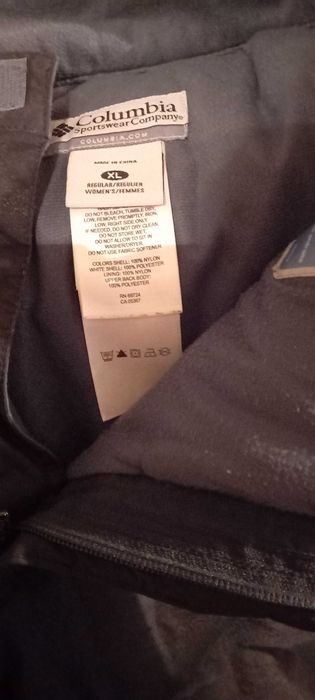 Columbia
Sportswear Company®
COLUMBIA.COM
MADE IN CHINA
XL
REGULAR/REGULIER
WOMEN'S/FEMMES
DO NOT BLEACH, TUMBLE DRY,
LOW, REMOVE PROMPTLY, IRON,
LOW, RIGHT SIDE ONLY
IF NEEDED, DO NOT DRY CLEAN.
DO NOT STORE WET.
DO NOT ALLOW TO SIT IN
WASHER/DRYER.
DO NOT USE FABRIC SOFTENER
COLORS SHELL: 100% NYLON
WHITE SHELL: 100% POLYESTER
LINING: 100% NYLON
UPPER BACK BODY:
100% POLYESTER
RN 69724
CA 05367